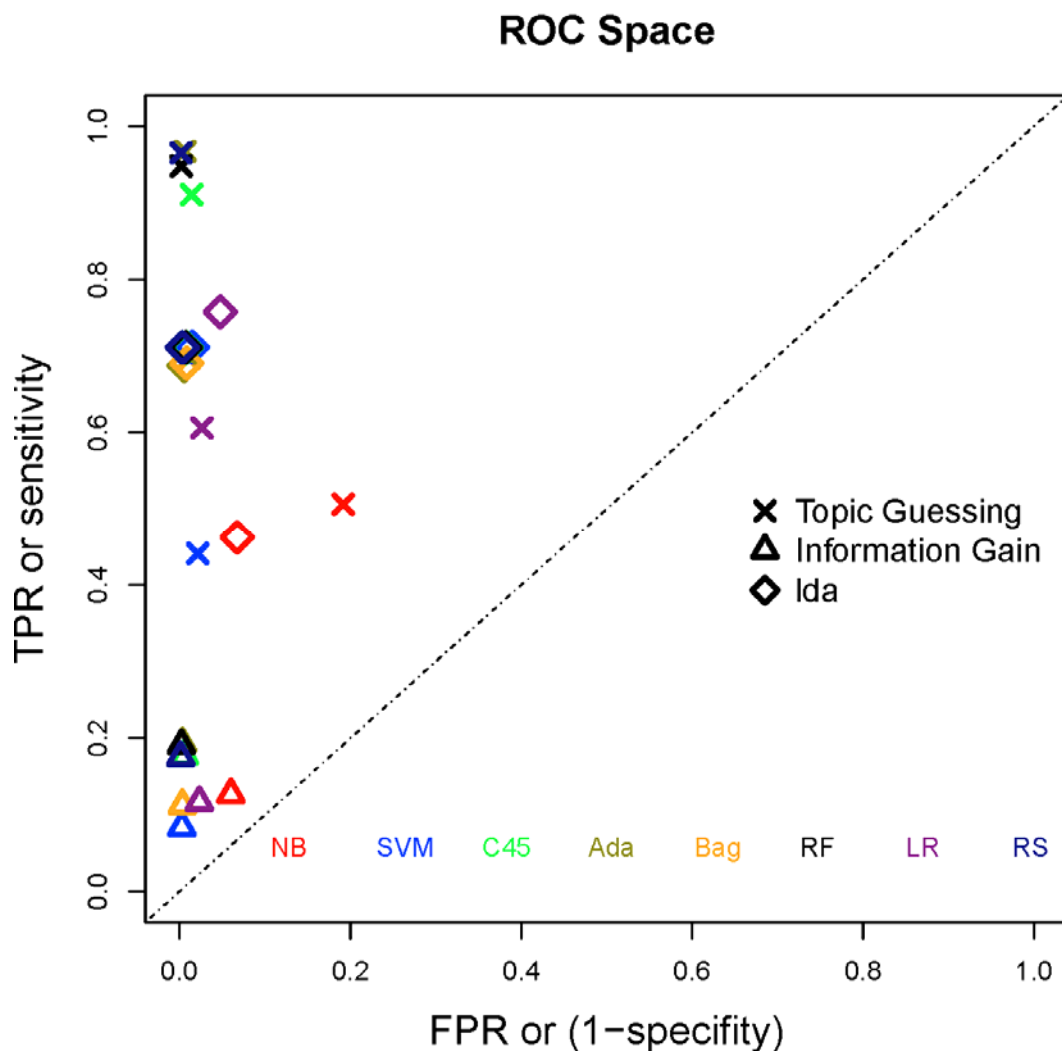 ROC Space
TPR or sensitivity
1.0
0.8
0.6
0.4
0.2
0.0
Topic Guessing
Information Gain
lda
NB SVM C45 Ada Bag RF LR RS
0.0 0.2 0.4 0.6 0.8 1.0
FPR or (1−specifity)